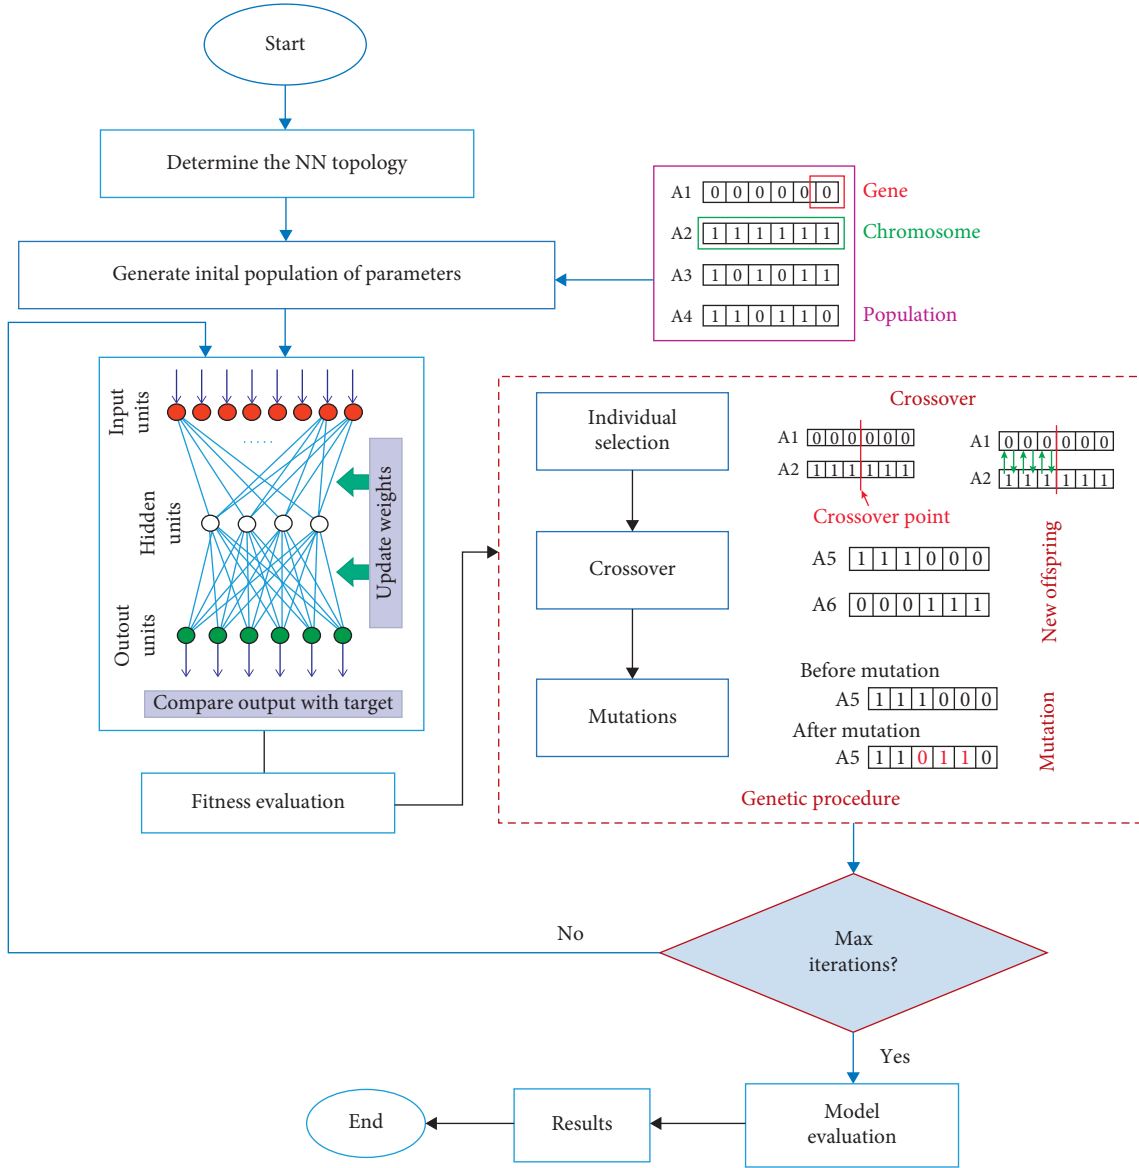 Start
Determine the NN topology
Generate inital population of parameters
A1 0 0 0 0 0 0 Gene
A2 1 1 1 1 1 1 Chromosome
A3 1 0 1 0 1 1
A4 1 1 0 1 1 0 Population
Input
units
.....
Hidden
units
Outout
units
Update weights
Compare output with target
Fitness evaluation
Individual
selection
Crossover
Mutations
Crossover
A1 0 0 0 0 0 0
A2 1 1 1 1 1 1
Crossover point
A1 0 0 0 0 0 0
A2 1 1 1 1 1 1
A5 1 1 1 0 0 0
A6 0 0 0 1 1 1
New offspring
Before mutation
A5 1 1 1 0 0 0
After mutation
A5 1 1 0 1 1 0
Mutation
Genetic procedure
Max
iterations?
No
Yes
Model
evaluation
Results
End